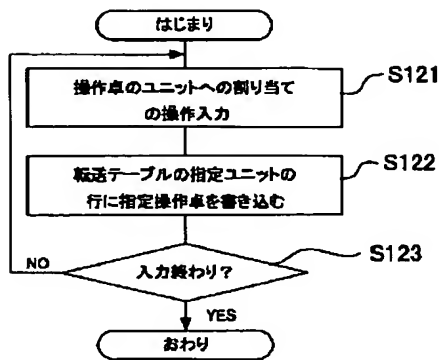 はじまり
操作卓のユニットへの割り当て
の操作入力
S121
転送テーブルの指定ユニットの
行に指定操作卓を書き込む
S122
入力終わり?
S123
NO
YES
おわり